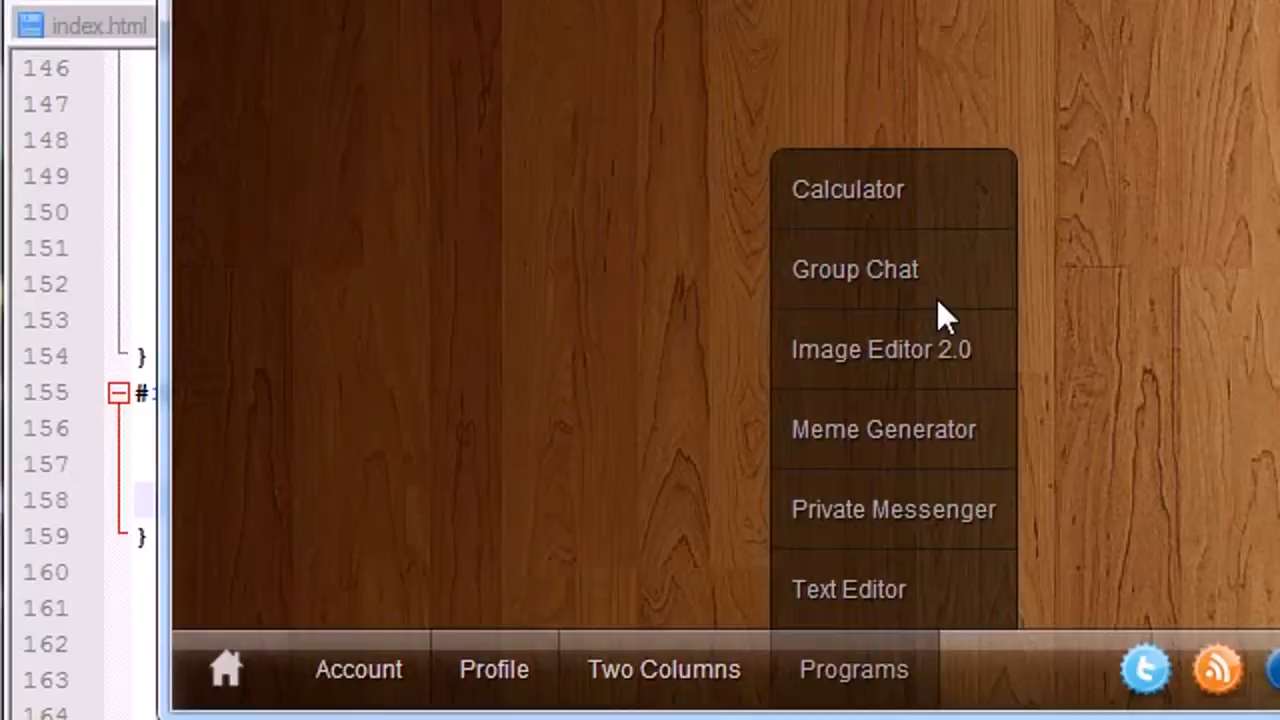 index.html
146
147
148
149
150
151
152
153
154 }
155 #
156
157
158
159 }
160
161
162
163
164
Calculator
Group Chat
Image Editor 2.0
Meme Generator
Private Messenger
Text Editor
Account Profile Two Columns Programs